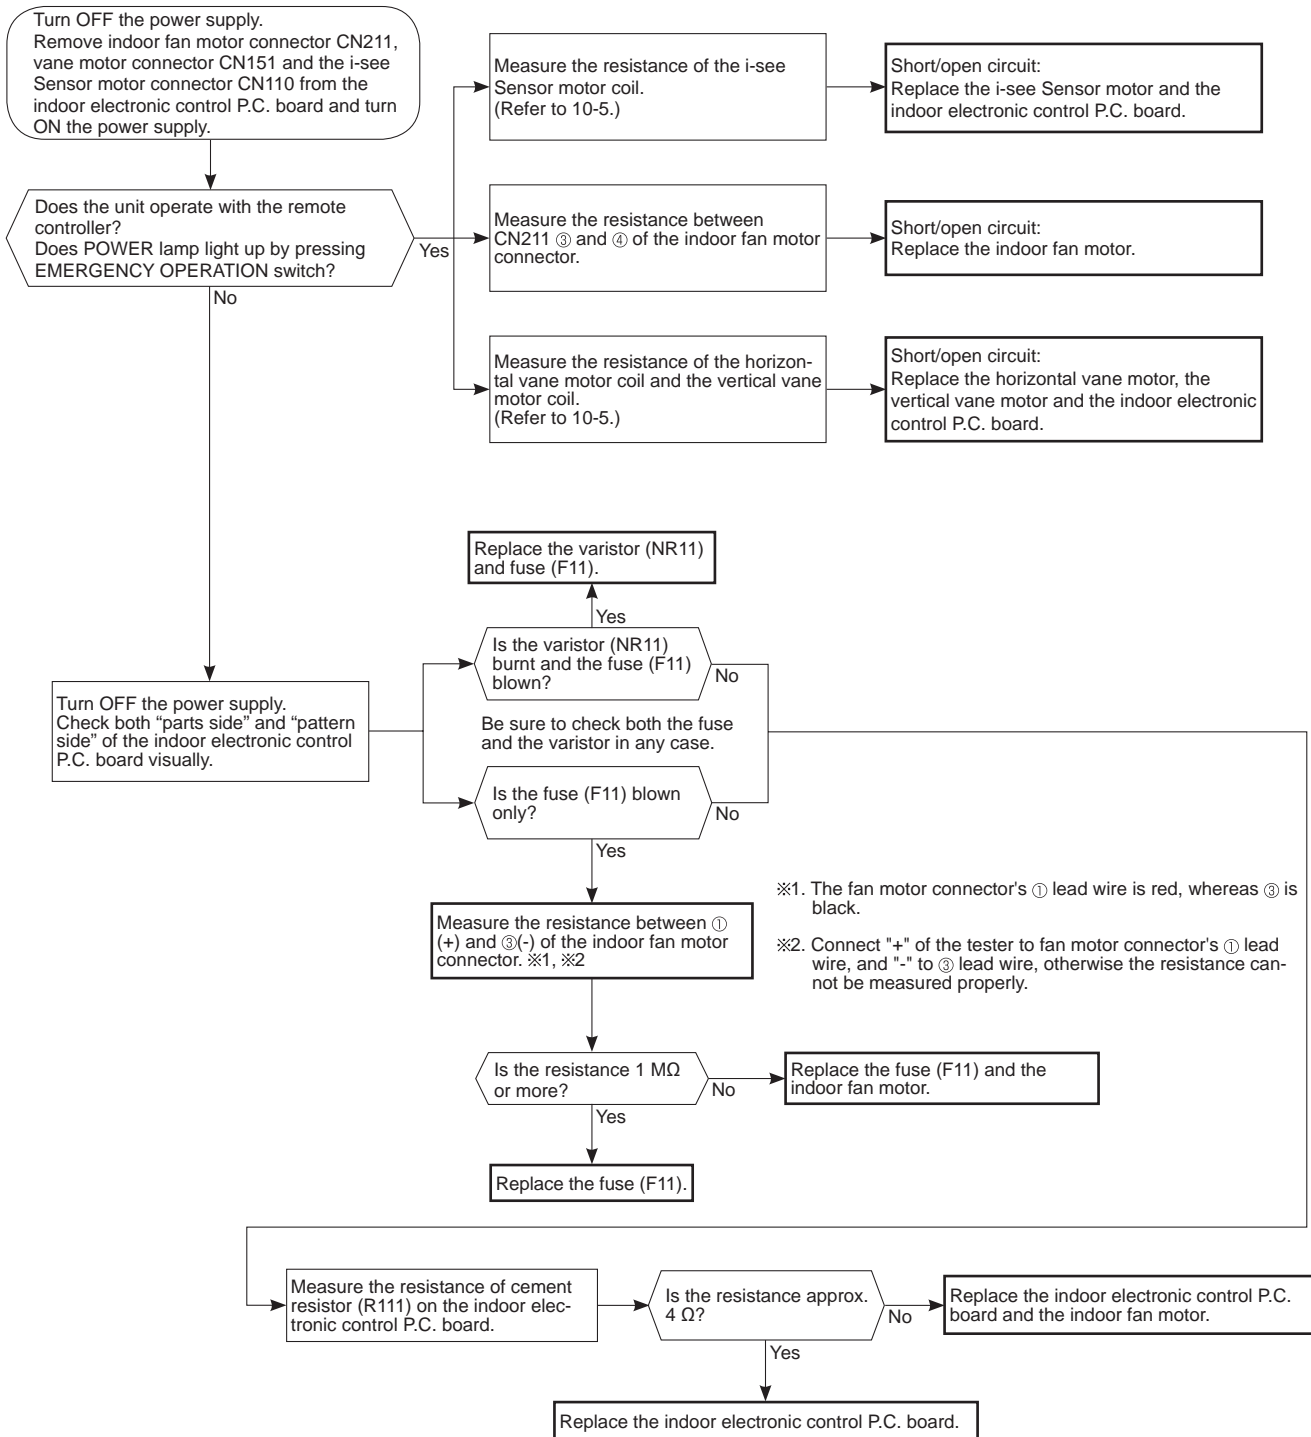 Turn OFF the power supply.
Remove indoor fan motor connector CN211,
vane motor connector CN151 and the i-see
Sensor motor connector CN110 from the
indoor electronic control P.C. board and turn
ON the power supply.
Does the unit operate with the remote
controller?
Does POWER lamp light up by pressing
EMERGENCY OPERATION switch?
Yes
No
Measure the resistance of the i-see
Sensor motor coil.
(Refer to 10-5.)
Short/open circuit:
Replace the i-see Sensor motor and the
indoor electronic control P.C. board.
Measure the resistance between
CN211 ③ and ④ of the indoor fan motor
connector.
Short/open circuit:
Replace the indoor fan motor.
Measure the resistance of the horizon-
tal vane motor coil and the vertical vane
motor coil.
(Refer to 10-5.)
Short/open circuit:
Replace the horizontal vane motor, the
vertical vane motor and the indoor electronic
control P.C. board.
Replace the varistor (NR11)
and fuse (F11).
Yes
Is the varistor (NR11)
burnt and the fuse (F11)
blown?
No
Turn OFF the power supply.
Check both “parts side” and “pattern
side” of the indoor electronic control
P.C. board visually.
Be sure to check both the fuse
and the varistor in any case.
Is the fuse (F11) blown
only?
No
Yes
※1. The fan motor connector's ① lead wire is red, whereas ③ is
black.
※2. Connect "+" of the tester to fan motor connector's ① lead
wire, and "-" to ③ lead wire, otherwise the resistance can-
not be measured properly.
Measure the resistance between ①
(+) and ③(-) of the indoor fan motor
connector. ※1, ※2
Is the resistance 1 MΩ
or more?
No
Replace the fuse (F11) and the
indoor fan motor.
Yes
Replace the fuse (F11).
Measure the resistance of cement
resistor (R111) on the indoor elec-
tronic control P.C. board.
Is the resistance approx.
4 Ω?
No
Replace the indoor electronic control P.C.
board and the indoor fan motor.
Yes
Replace the indoor electronic control P.C. board.